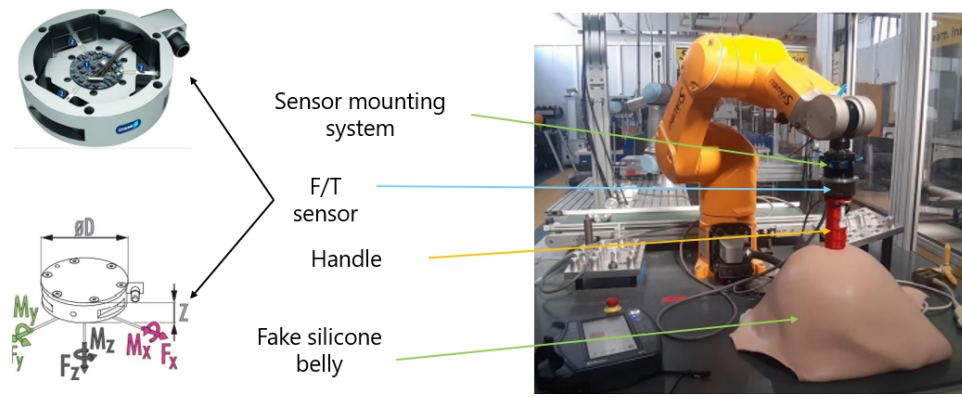 Sensor mounting
system
F/T
sensor
Handle
Fake silicone
belly
øD
Z
My
Fy
Mz
Fz
Mx
Fx